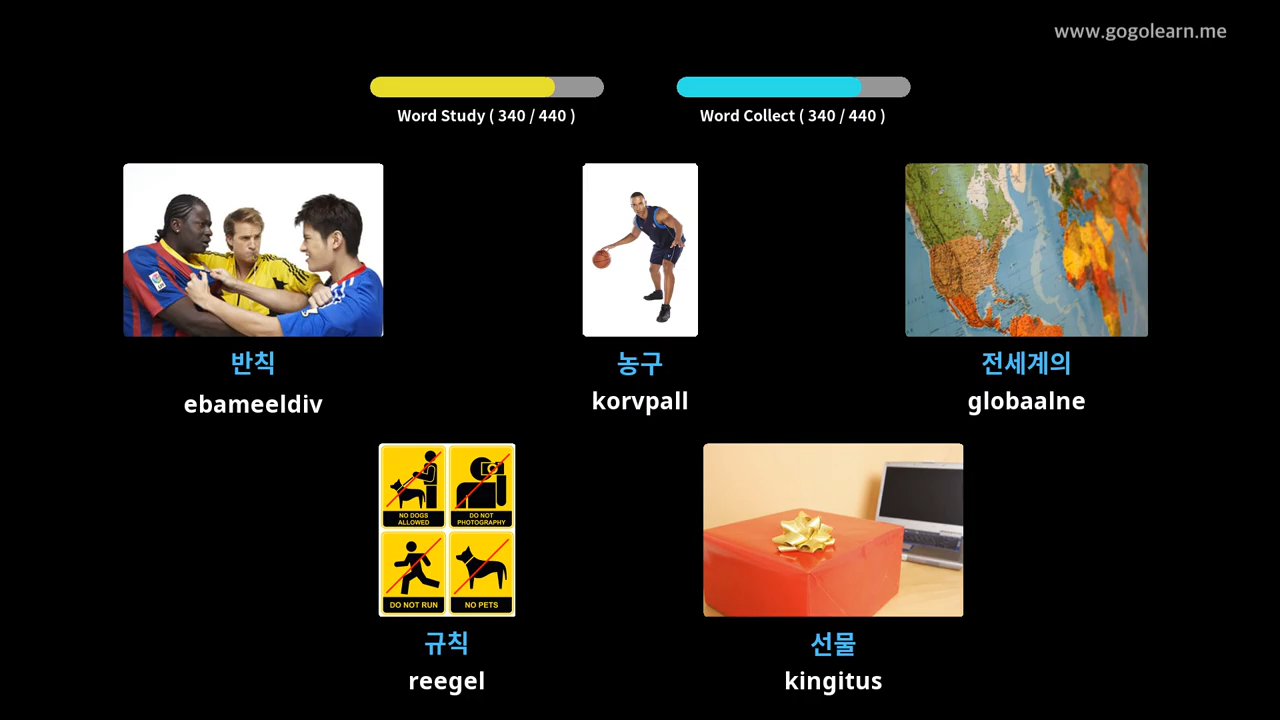 www.gogolearn.me
Word Study ( 340 / 440 )
Word Collect ( 340 / 440 )
반칙
ebameeldiv
농구
korvpall
전세계의
globaalne
NO DOGS
ALLOWED
DO NOT
PHOTOGRAPHY
DO NOT RUN
NO PETS
규칙
reegel
선물
kingitus